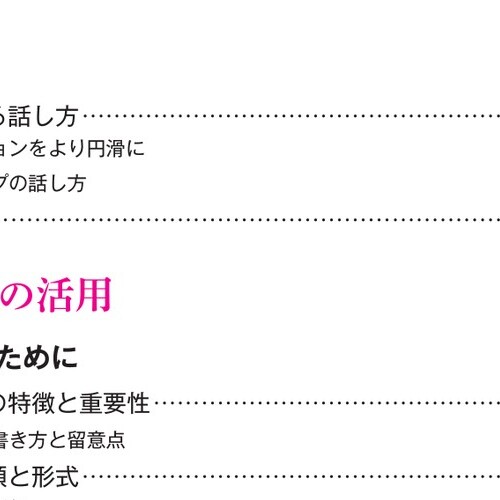 る話し方……………………………………
ョンをより円滑に
プの話し方
……………………………………………
の活用
ために
の特徴と重要性………………………………
書き方と留意点
類と形式……………………………………